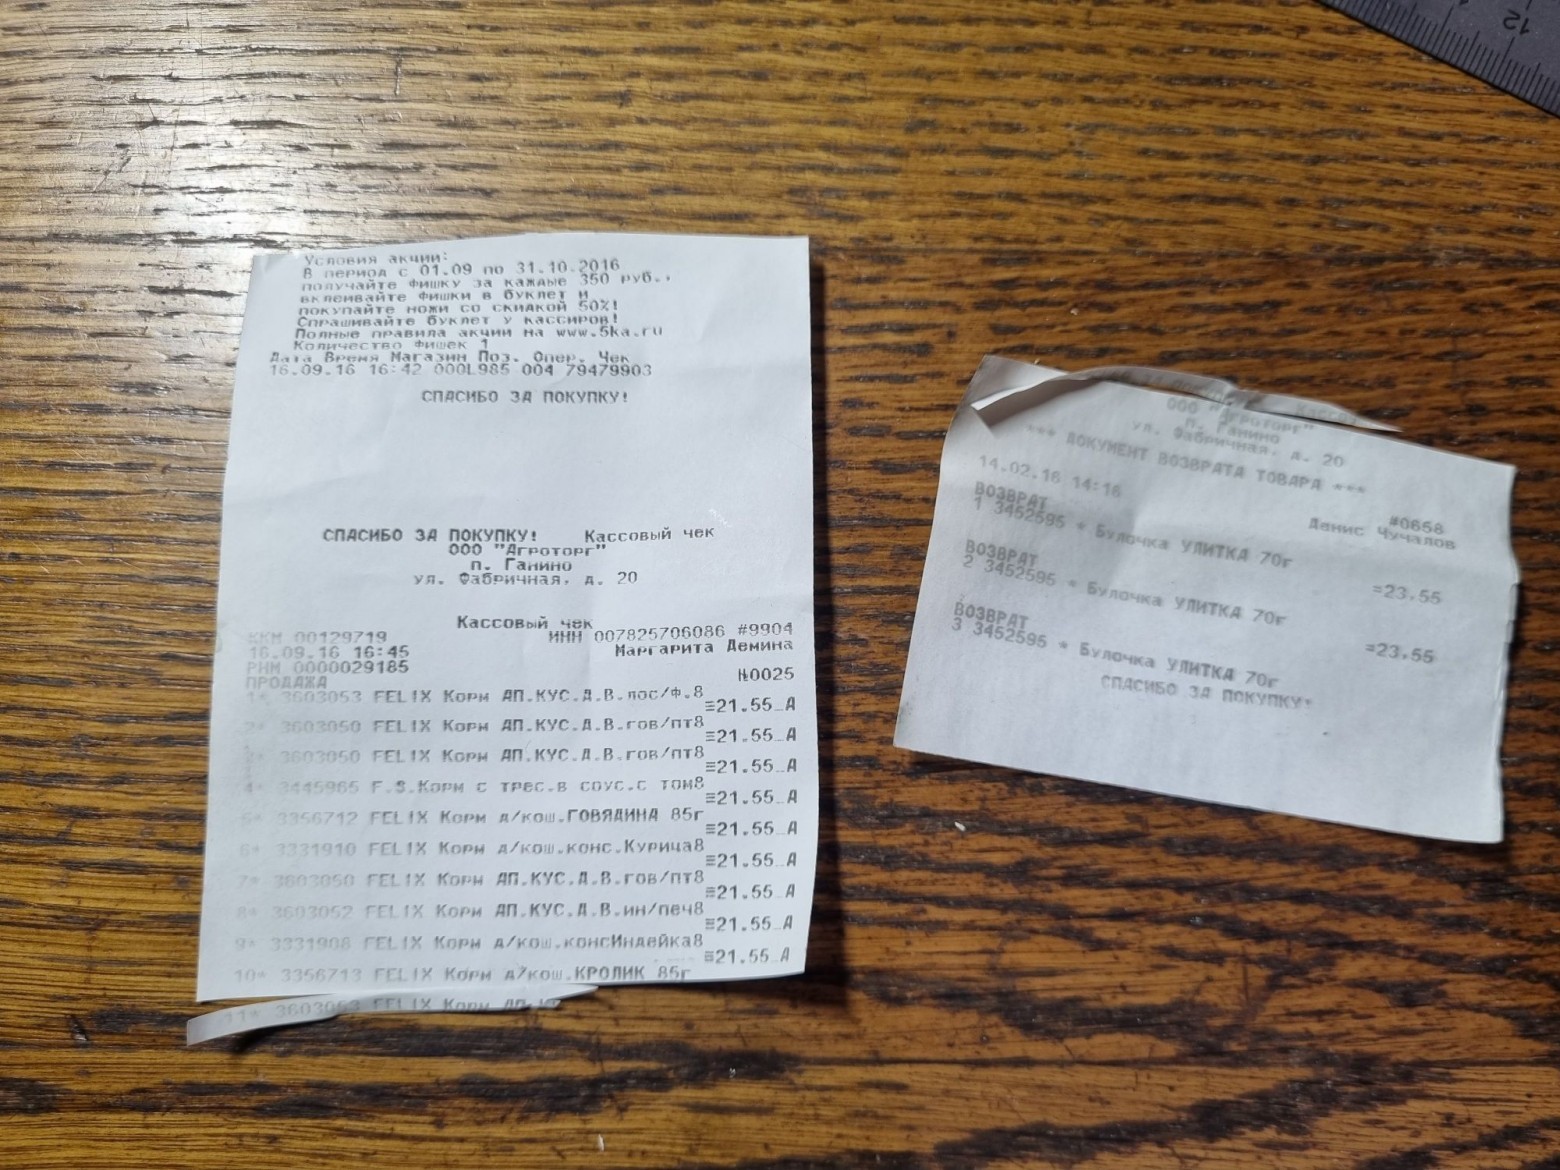 Условия акции:
В период с 01.09 по 31.10.2016
получайте фишку за каждые 350 руб.,
вклеивайте фишки в буклет и
покупайте ножи со скидкой 50%!
Спрашивайте буклет у кассиров!
Полные правила акции на www.5ka.ru
Количество фишек 1
Дата Время Магазин Поз. Опер. Чек
16.09.16 16:42 000L985 004 79479903
СПАСИБО ЗА ПОКУПКУ!
СПАСИБО ЗА ПОКУПКУ! Кассовый чек
ООО "Агроторг"
п. Ганино
ул. Фабричная, д. 20
Кассовый чек
ККМ 00129719 ИНН 007825706086 #9904
16.09.16 16:45 Маргарита Демина
РНМ 0000029185
ПРОДАЖА №0025
1* 3603053 FELIX Корм АП.КУС.Д.В.лос/ф.8
≡21.55_А
2* 3603050 FELIX Корм АП.КУС.Д.В.гов/пт8
≡21.55_А
3603050 FELIX Корм АП.КУС.Д.В.гов/пт8
≡21.55_А
4* 3445965 F.S.Корм с трес.в соус.с том8
≡21.55_А
3356712 FELIX Корм д/кош.ГОВЯДИНА 85г
≡21.55_А
6* 3331910 FELIX Корм д/кош.конс.Курица8
≡21.55_А
7* 3603050 FELIX Корм АП.КУС.Д.В.гов/пт8
≡21.55_А
8* 3603052 FELIX Корм АП.КУС.Д.В.ин/печ8
≡21.55_А
9* 3331908 FELIX Корм д/кош.консИндейка8
≡21.55_А
10* 3356713 FELIX Корм д/кош.КРОЛИК 85г
11* 3603053 FELIX Корм
ООО "Агроторг"
п. Ганино
ул. Фабричная, д. 20
*** ДОКУМЕНТ ВОЗВРАТА ТОВАРА ***
14.02.16 14:16 #0658
Денис Чучалов
ВОЗВРАТ
1 3452595 * Булочка УЛИТКА 70г
=23.55
ВОЗВРАТ
2 3452595 * Булочка УЛИТКА 70г
=23.55
ВОЗВРАТ
3 3452595 * Булочка УЛИТКА 70г
СПАСИБО ЗА ПОКУПКУ!
12